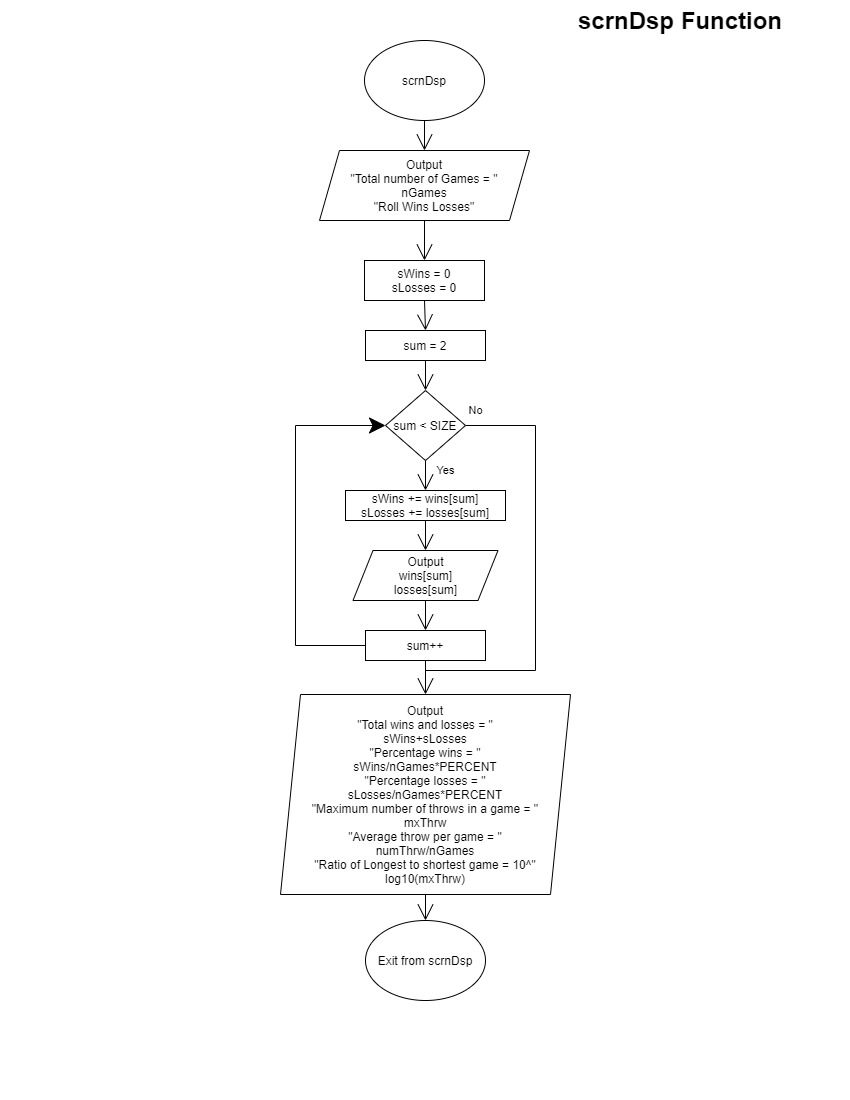 scrnDsp Function
scrnDsp
Output
"Total number of Games = "
nGames
"Roll Wins Losses"
sWins = 0
sLosses = 0
sum = 2
sum < SIZE
No
Yes
sWins += wins[sum]
sLosses += losses[sum]
Output
wins[sum]
losses[sum]
sum++
Output
"Total wins and losses = "
sWins+sLosses
"Percentage wins = "
sWins/nGames*PERCENT
"Percentage losses = "
sLosses/nGames*PERCENT
"Maximum number of throws in a game = "
mxThrw
"Average throw per game = "
numThrw/nGames
"Ratio of Longest to shortest game = 10^"
log10(mxThrw)
Exit from scrnDsp